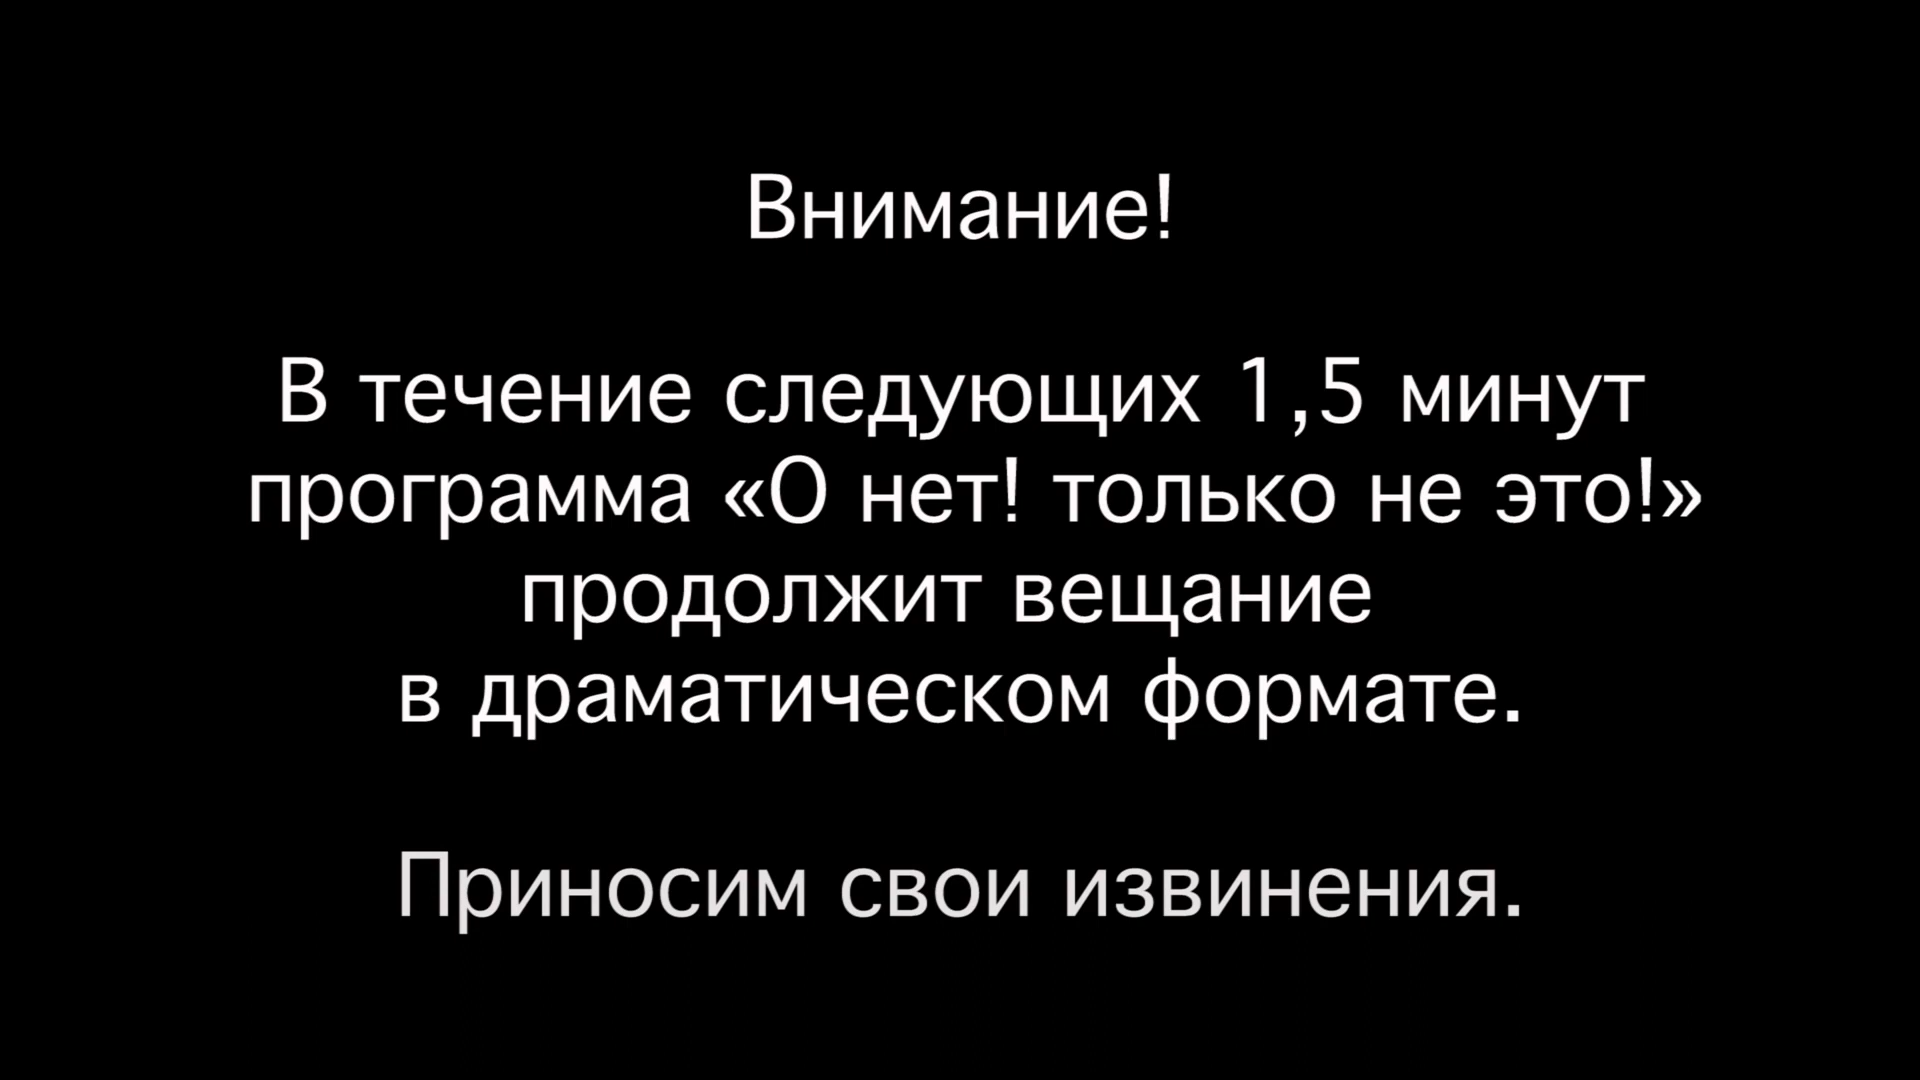 Внимание!
В течение следующих 1,5 минут
программа «О нет! только не это!»
продолжит вещание
в драматическом формате.
Приносим свои извинения.